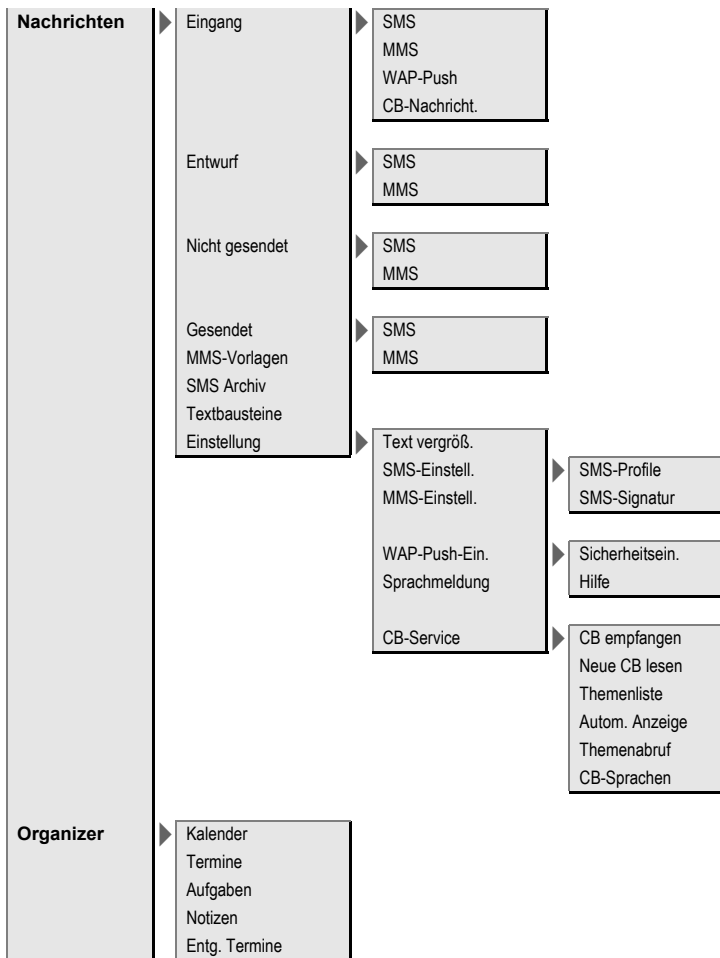 Nachrichten
Eingang
SMS
MMS
WAP-Push
CB-Nachricht.
Entwurf
SMS
MMS
Nicht gesendet
SMS
MMS
Gesendet
SMS
MMS-Vorlagen
MMS
SMS Archiv
Textbausteine
Einstellung
Text vergröß.
SMS-Einstell.
SMS-Profile
MMS-Einstell.
SMS-Signatur
WAP-Push-Ein.
Sicherheitsein.
Sprachmeldung
Hilfe
CB-Service
CB empfangen
Neue CB lesen
Themenliste
Autom. Anzeige
Themenabruf
CB-Sprachen
Organizer
Kalender
Termine
Aufgaben
Notizen
Entg. Termine